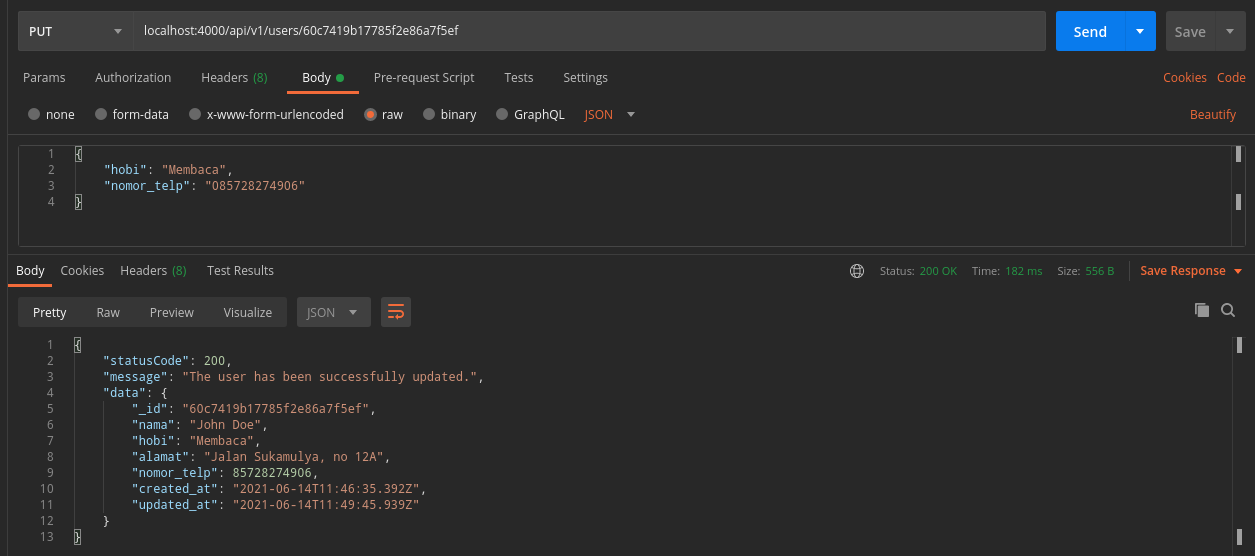 PUT localhost:4000/api/v1/users/60c7419b17785f2e86a7f5ef Send Save
Params Authorization Headers (8) Body Pre-request Script Tests Settings Cookies Code
none form-data x-www-form-urlencoded raw binary GraphQL JSON Beautify
1 {
2 "hobi": "Membaca",
3 "nomor_telp": "085728274906"
4 }
Body Cookies Headers (8) Test Results Status: 200 OK Time: 182 ms Size: 556 B Save Response
Pretty Raw Preview Visualize JSON
1 {
2 "statusCode": 200,
3 "message": "The user has been successfully updated.",
4 "data": {
5 "_id": "60c7419b17785f2e86a7f5ef",
6 "nama": "John Doe",
7 "hobi": "Membaca",
8 "alamat": "Jalan Sukamulya, no 12A",
9 "nomor_telp": 85728274906,
10 "created_at": "2021-06-14T11:46:35.392Z",
11 "updated_at": "2021-06-14T11:49:45.939Z"
12 }
13 }